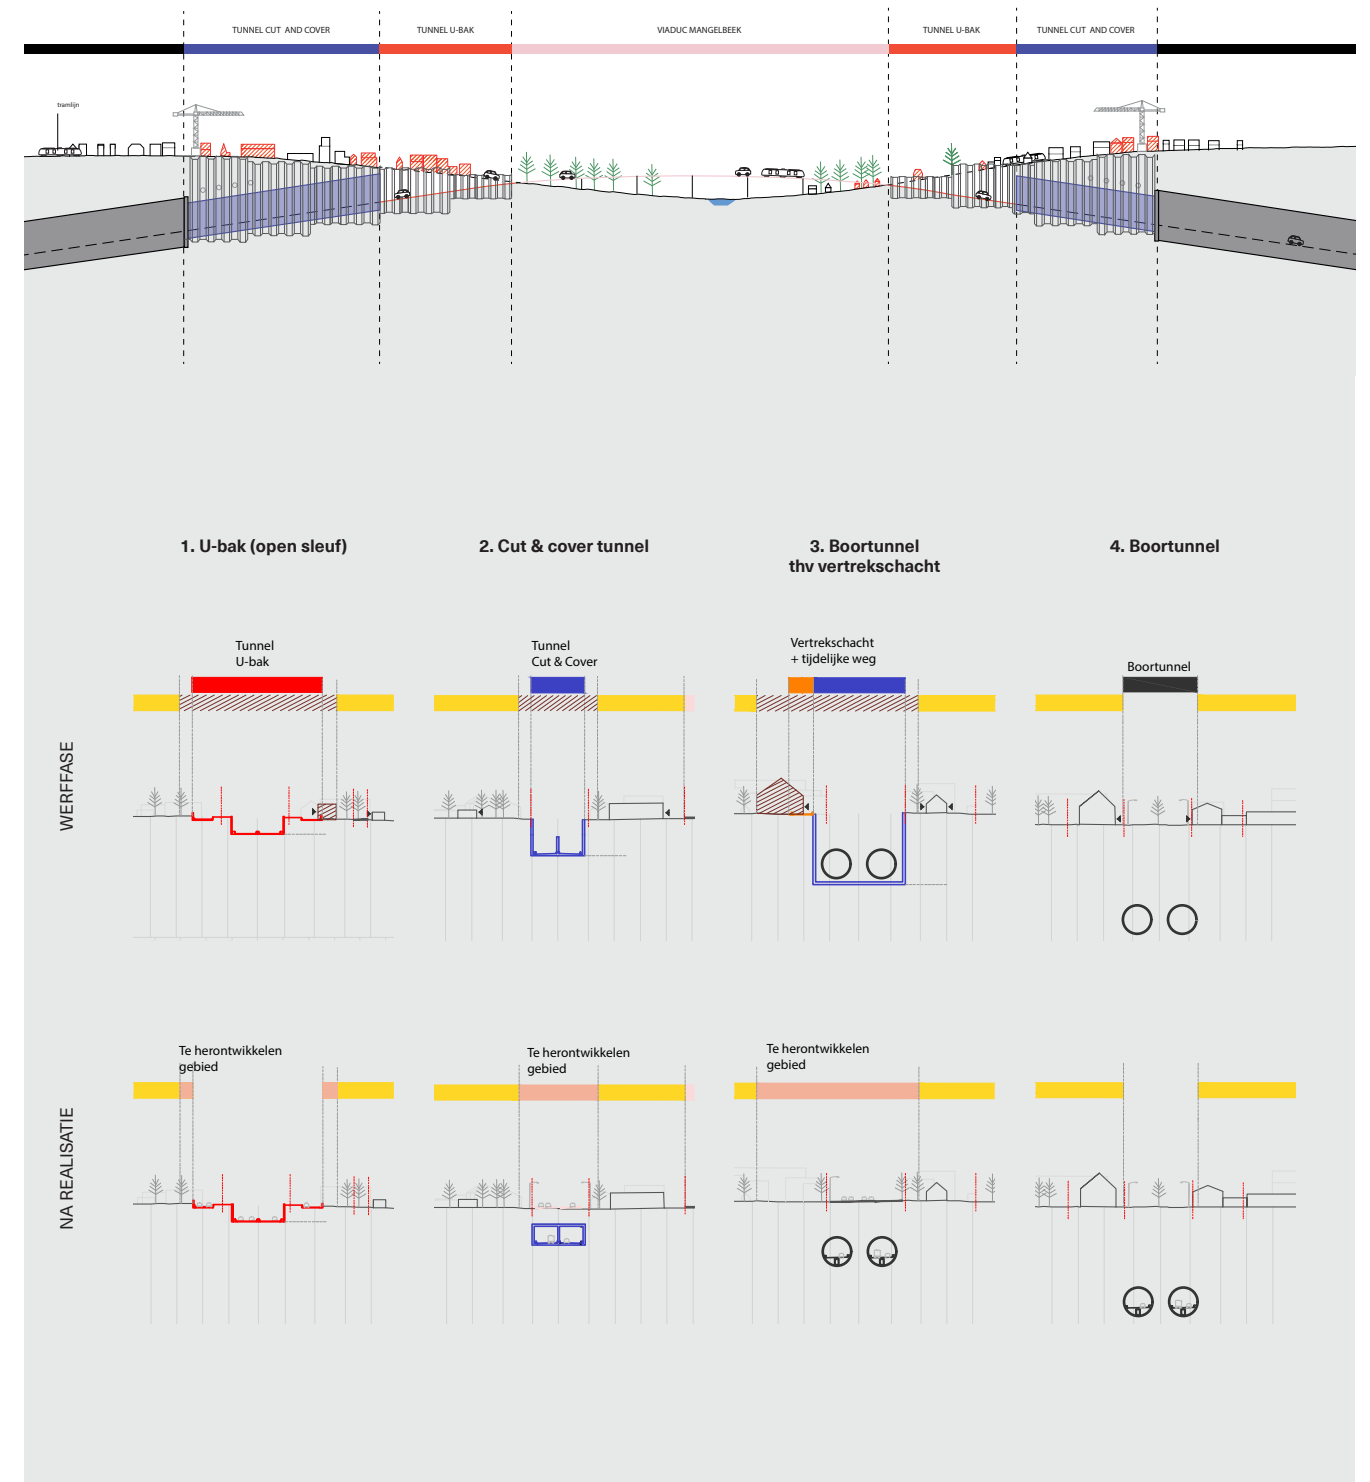 TUNNEL CUT AND COVER
TUNNEL U-BAK
VIADUC MANGELBEEK
TUNNEL U-BAK
TUNNEL CUT AND COVER
tramlijn
1. U-bak (open sleuf)
2. Cut & cover tunnel
3. Boortunnel
thv vertrekschacht
4. Boortunnel
WERFFASE
Tunnel
U-bak
Tunnel
Cut & Cover
Vertrekschacht
+ tijdelijke weg
Boortunnel
NA REALISATIE
Te herontwikkelen
gebied
Te herontwikkelen
gebied
Te herontwikkelen
gebied